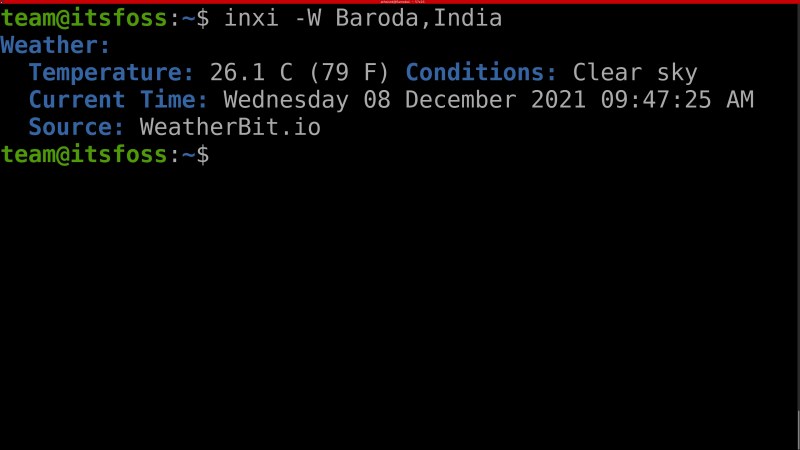 team@itsfoss:~$ inxi -W Baroda,India
Weather:
  Temperature: 26.1 C (79 F) Conditions: Clear sky
  Current Time: Wednesday 08 December 2021 09:47:25 AM
  Source: WeatherBit.io
team@itsfoss:~$